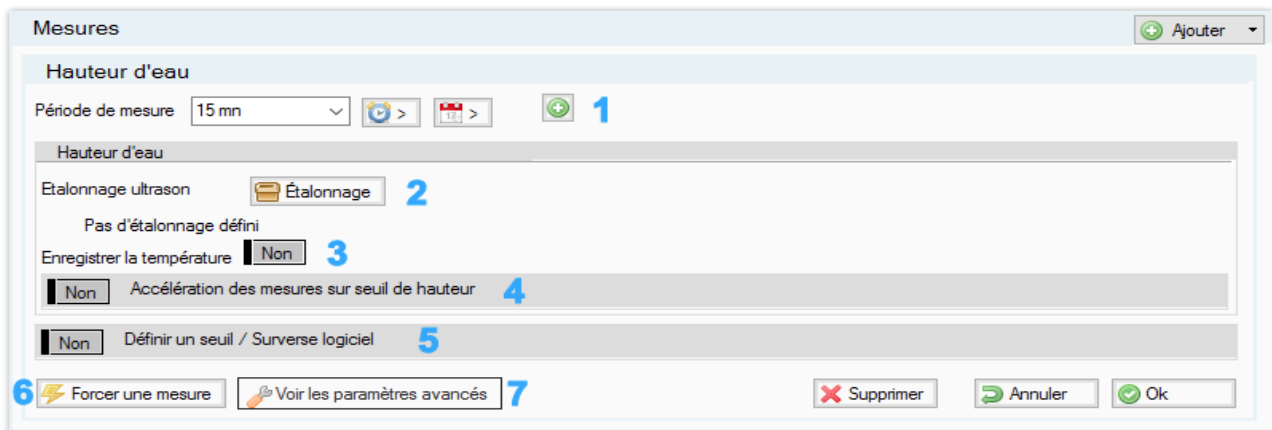 Mesures
Ajouter
Hauteur d'eau
Période de mesure 15 mn > 17 > 1
Hauteur d'eau
Etalonnage ultrason Étalonnage 2
Pas d'étalonnage défini
Enregistrer la température Non 3
Non Accélération des mesures sur seuil de hauteur 4
Non Définir un seuil / Surverse logiciel 5
6 Forcer une mesure Voir les paramètres avancés 7 Supprimer Annuler Ok